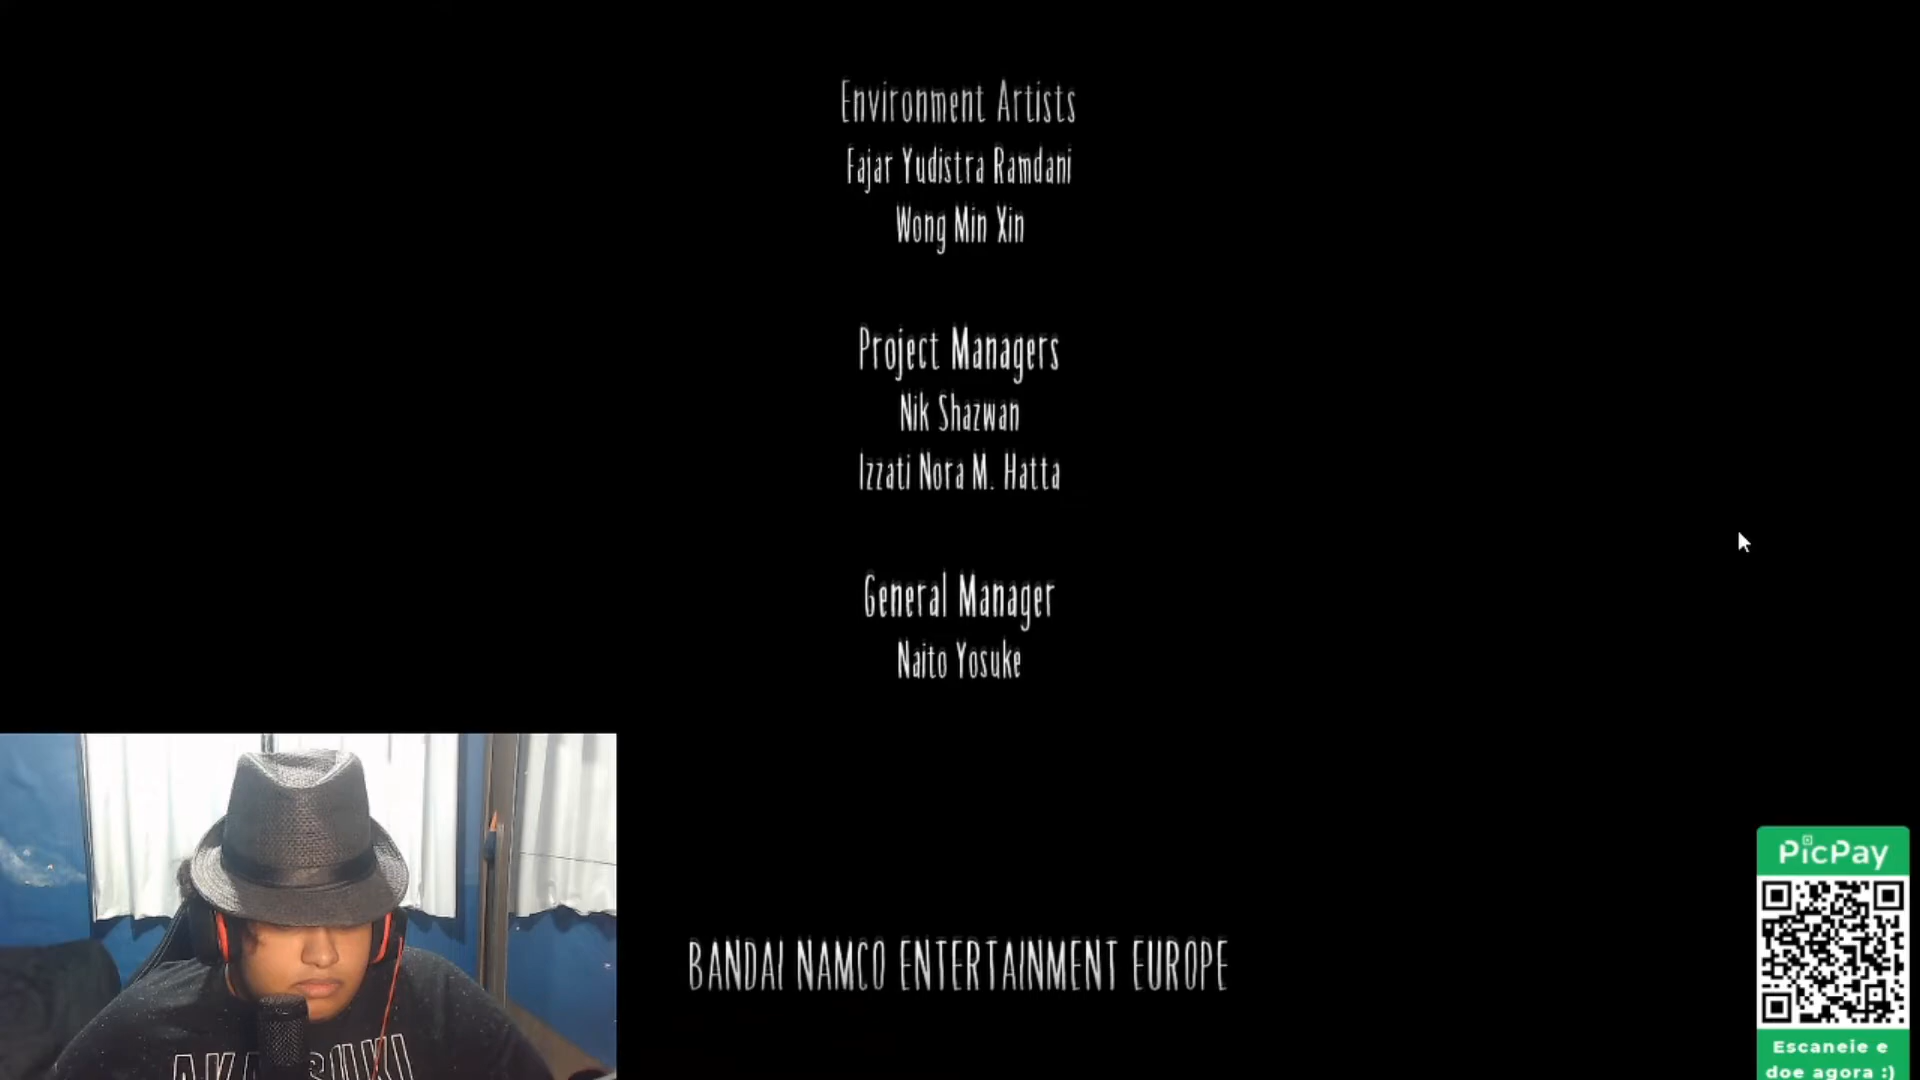 Environment Artists
Fajar Yudistra Ramdani
Wong Min Xin
Project Managers
Nik Shazwan
Izzati Nora M. Hatta
General Manager
Naito Yosuke
BANDAI NAMCO ENTERTAINMENT EUROPE
PicPay
Escaneie e
doe agora :)